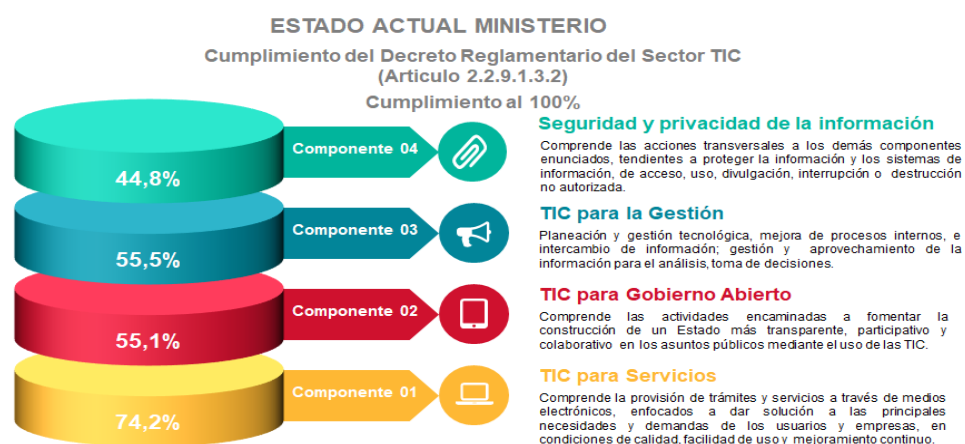 ESTADO ACTUAL MINISTERIO
Cumplimiento del Decreto Reglamentario del Sector TIC
(Articulo 2.2.9.1.3.2)
Cumplimiento al 100%
44,8%
Componente 04
Seguridad y privacidad de la información
Comprende las acciones transversales a los demás componentes
enunciados, tendientes a proteger la información y los sistemas de
información, de acceso, uso, divulgación, interrupción o destrucción
no autorizada.
55,5%
Componente 03
TIC para la Gestión
Planeación y gestión tecnológica, mejora de procesos internos, e
intercambio de información; gestión y aprovechamiento de la
información para el análisis, toma de decisiones.
55,1%
Componente 02
TIC para Gobierno Abierto
Comprende las actividades encaminadas a fomentar la
construcción de un Estado más transparente, participativo y
colaborativo en los asuntos públicos mediante el uso de las TIC.
74,2%
Componente 01
TIC para Servicios
Comprende la provisión de trámites y servicios a través de medios
electrónicos, enfocados a dar solución a las principales
necesidades y demandas de los usuarios y empresas, en
condiciones de calidad, facilidad de uso y mejoramiento continuo.